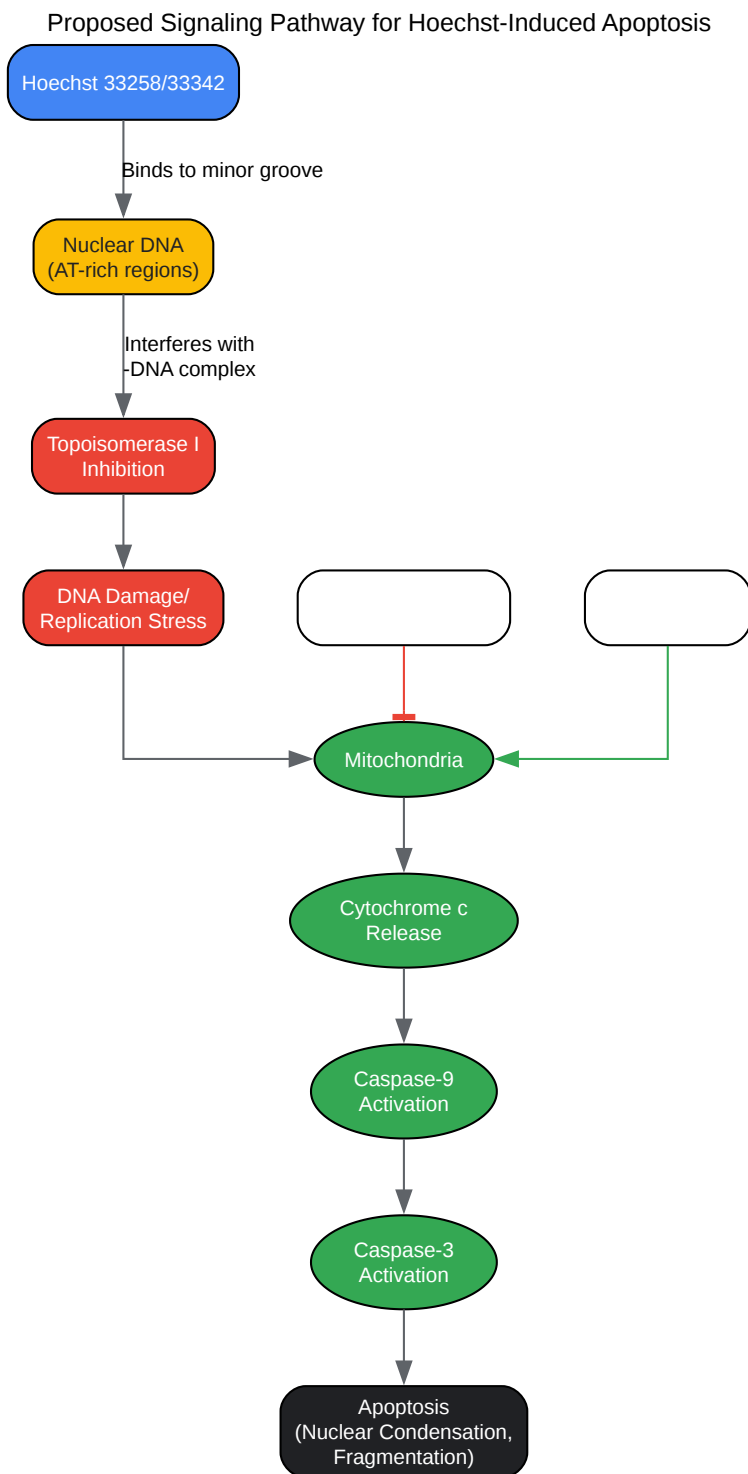 Proposed Signaling Pathway for Hoechst-Induced Apoptosis
Hoechst 33258/33342
Binds to minor groove
Nuclear DNA
(AT-rich regions)
Interferes with
-DNA complex
Topoisomerase I
Inhibition
DNA Damage/
Replication Stress
Mitochondria
Cytochrome c
Release
Caspase-9
Activation
Caspase-3
Activation
Apoptosis
(Nuclear Condensation,
Fragmentation)